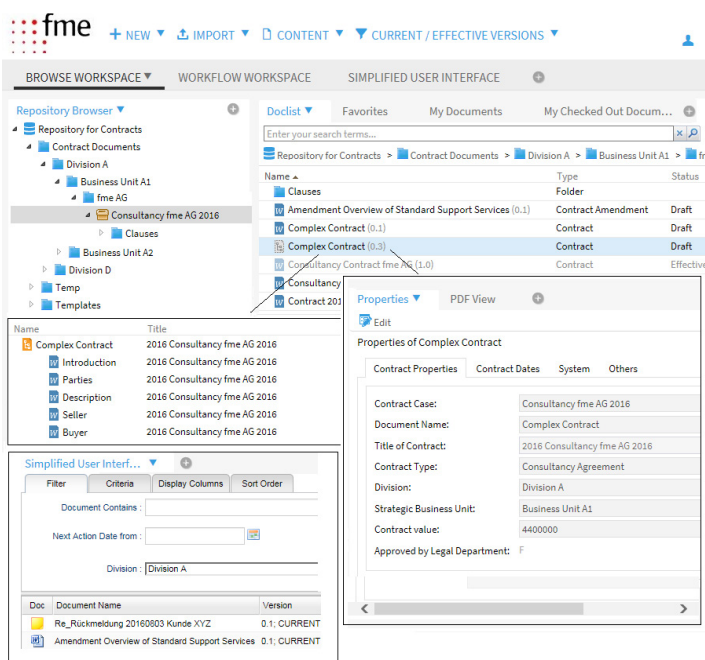 fme
NEW IMPORT CONTENT CURRENT / EFFECTIVE VERSIONS
BROWSE WORKSPACE WORKFLOW WORKSPACE SIMPLIFIED USER INTERFACE
Repository Browser
Repository for Contracts
Contract Documents
Division A
Business Unit A1
fme AG
Consultancy fme AG 2016
Clauses
Business Unit A2
Division D
Temp
Templates
Doclist Favorites My Documents My Checked Out Docum...
Enter your search terms...
Repository for Contracts > Contract Documents > Division A > Business Unit A1 > f
Name Type Status
Clauses Folder
Amendment Overview of Standard Support Services (0.1) Contract Amendment Draft
Complex Contract (0.1) Contract Draft
Complex Contract (0.3) Contract Draft
Consultancy Contract fme AG (1.0) Contract Effective
Consultancy
Contract 201
Name Title
Complex Contract 2016 Consultancy fme AG 2016
Introduction 2016 Consultancy fme AG 2016
Parties 2016 Consultancy fme AG 2016
Description 2016 Consultancy fme AG 2016
Seller 2016 Consultancy fme AG 2016
Buyer 2016 Consultancy fme AG 2016
Properties PDF View
Edit
Properties of Complex Contract
Contract Properties Contract Dates System Others
Contract Case: Consultancy fme AG 2016
Document Name: Complex Contract
Title of Contract: 2016 Consultancy fme AG 2016
Contract Type: Consultancy Agreement
Division: Division A
Strategic Business Unit: Business Unit A1
Contract value: 4400000
Approved by Legal Department: F
Simplified User Interf...
Filter Criteria Display Columns Sort Order
Document Contains :
Next Action Date from :
Division : Division A
Doc Document Name Version
Re_Rückmeldung 20160803 Kunde XYZ 0.1; CURRENT
Amendment Overview of Standard Support Services 0.1; CURRENT